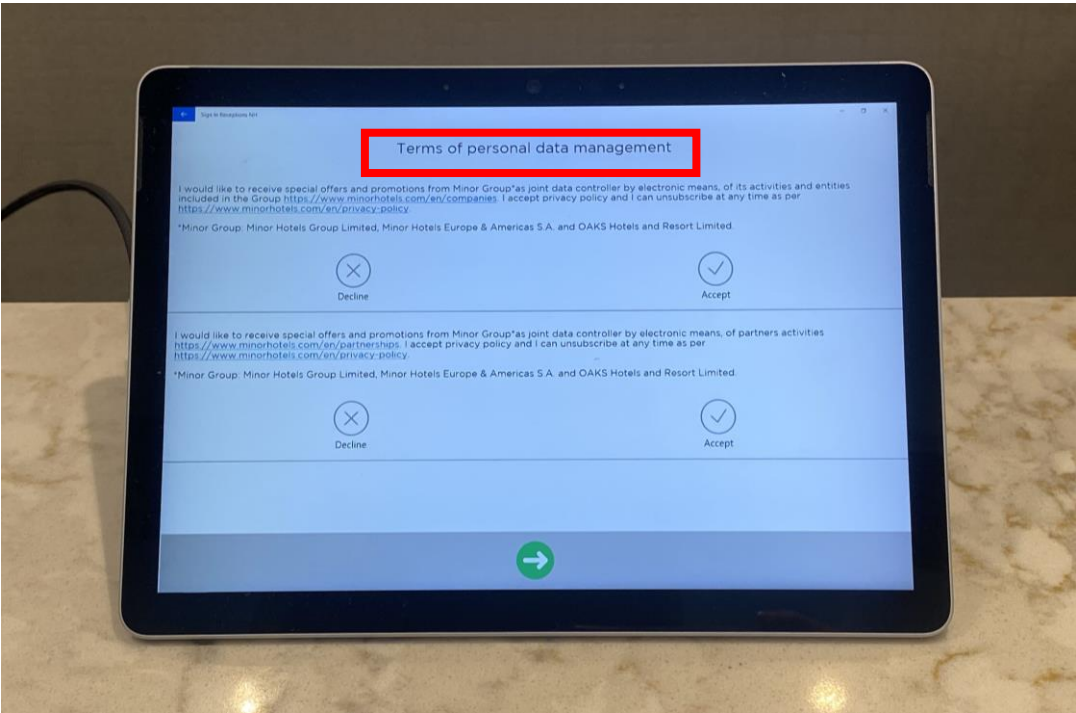 Sign In Receptions NH
Terms of personal data management
I would like to receive special offers and promotions from Minor Group*as joint data controller by electronic means, of its activities and entities
included in the Group https://www.minorhotels.com/en/companies. I accept privacy policy and I can unsubscribe at any time as per
https://www.minorhotels.com/en/privacy-policy.
*Minor Group: Minor Hotels Group Limited, Minor Hotels Europe & Americas S.A. and OAKS Hotels and Resort Limited.
Decline
Accept
I would like to receive special offers and promotions from Minor Group*as joint data controller by electronic means, of partners activities
https://www.minorhotels.com/en/partnerships. I accept privacy policy and I can unsubscribe at any time as per
https://www.minorhotels.com/en/privacy-policy.
*Minor Group: Minor Hotels Group Limited, Minor Hotels Europe & Americas S.A. and OAKS Hotels and Resort Limited.
Decline
Accept